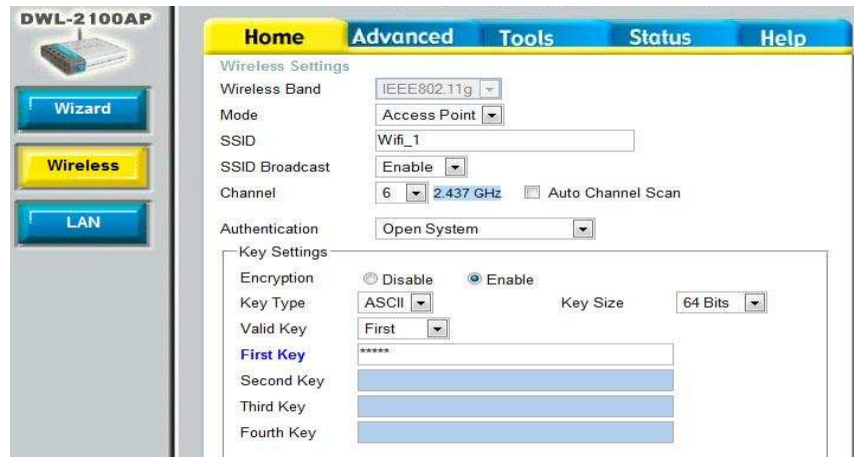 DWL-2100AP
Home Advanced Tools Status Help
Wizard
Wireless
LAN
Wireless Settings
Wireless Band IEEE802.11g
Mode Access Point
SSID Wifi_1
SSID Broadcast Enable
Channel 6 2.437 GHz Auto Channel Scan
Authentication Open System
Key Settings
Encryption Disable Enable
Key Type ASCII Key Size 64 Bits
Valid Key First
First Key *****
Second Key
Third Key
Fourth Key